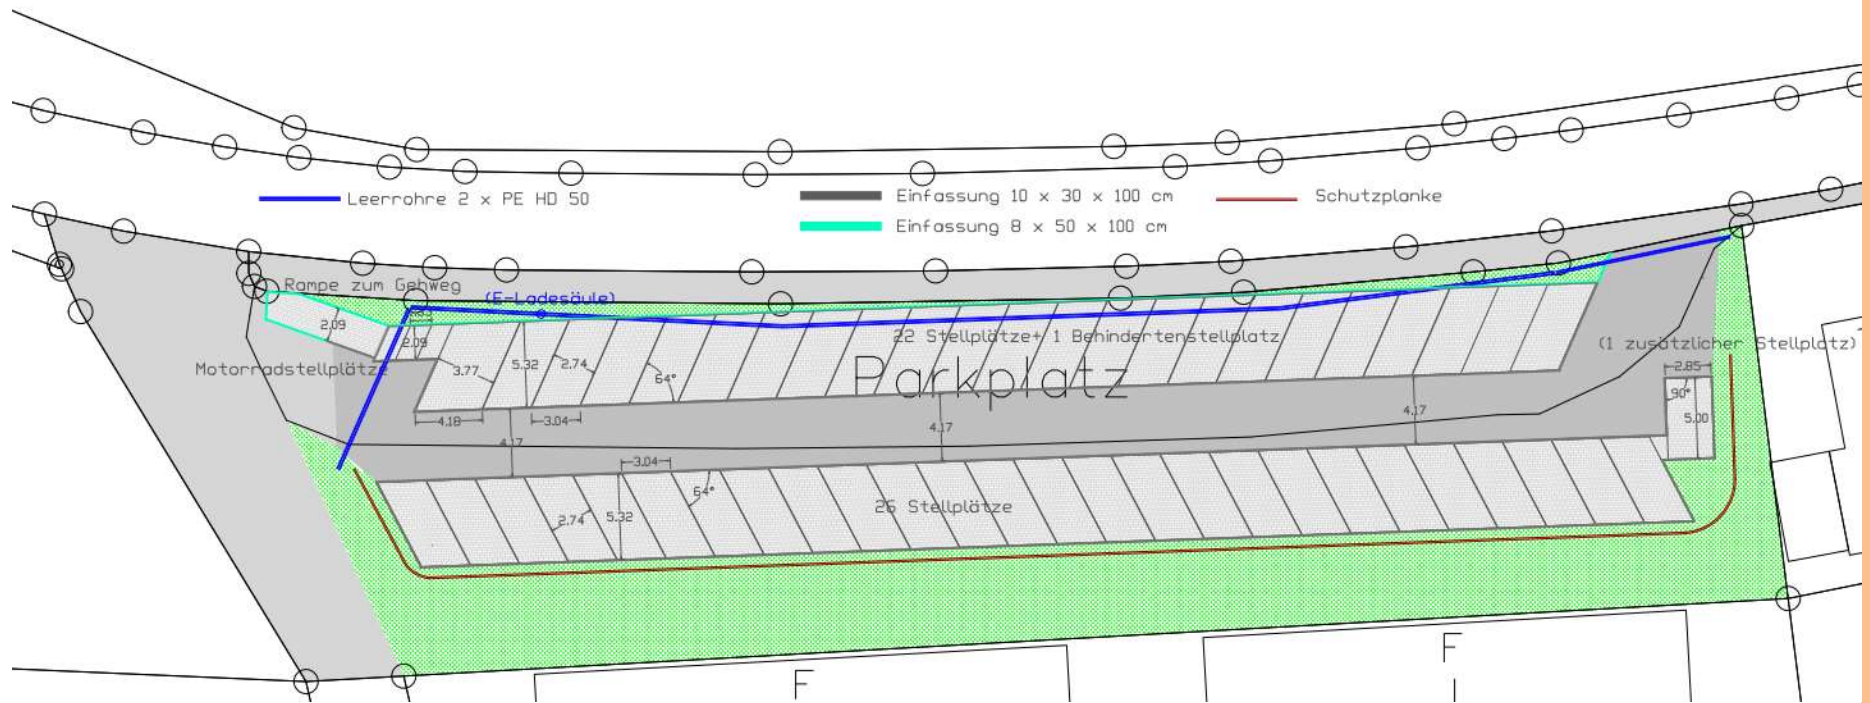 Leerrohre 2 x PE HD 50
Einfassung 10 x 30 x 100 cm
Schutzplanke
Einfassung 8 x 50 x 100 cm
Rampe zum Gehweg
(E-Ladesäule)
2.09
2.09
22 Stellplätze+ 1 Behindertenstellplatz
(1 zusätzlicher Stellplatz)
Motorradstellplätze
3.77
5.32
2.74
64°
Parkplatz
2.85
90°
5.00
4.18
3.04
4.17
4.17
4.17
3.04
64°
2.74
5.32
26 Stellplätze
F
F